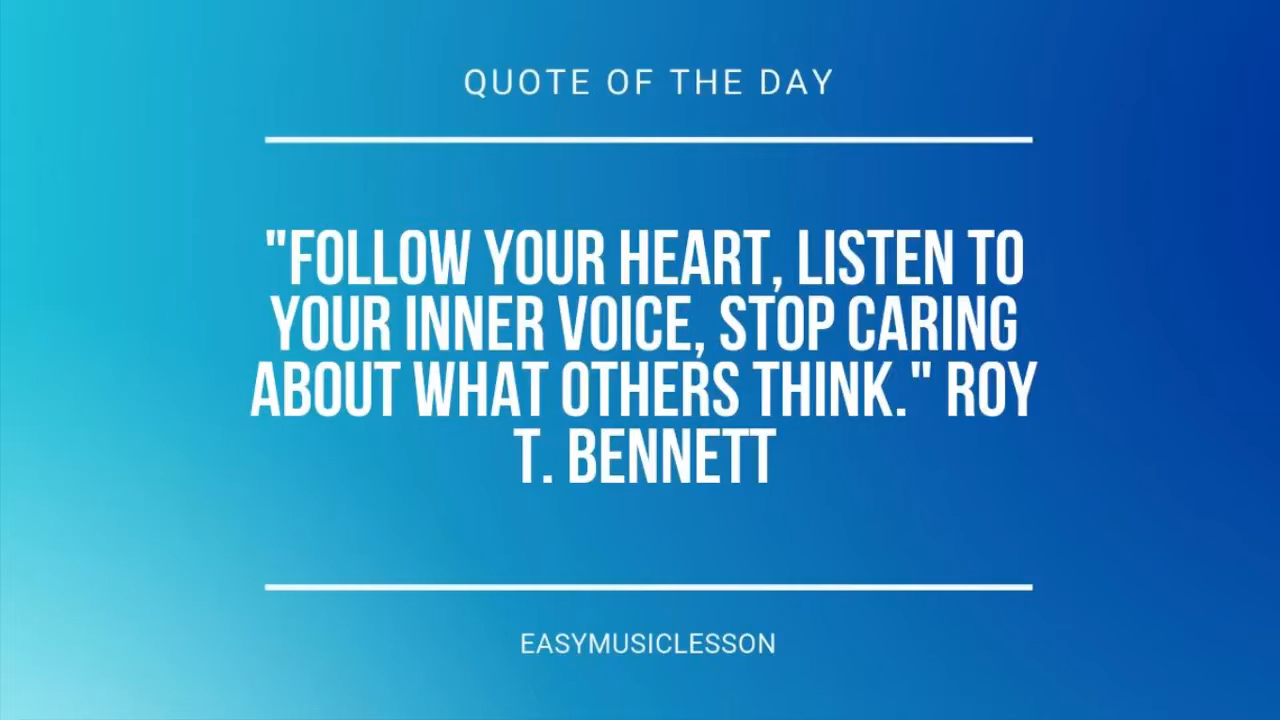 QUOTE OF THE DAY
"FOLLOW YOUR HEART, LISTEN TO
YOUR INNER VOICE, STOP CARING
ABOUT WHAT OTHERS THINK." ROY
T. BENNETT
EASYMUSICLESSON